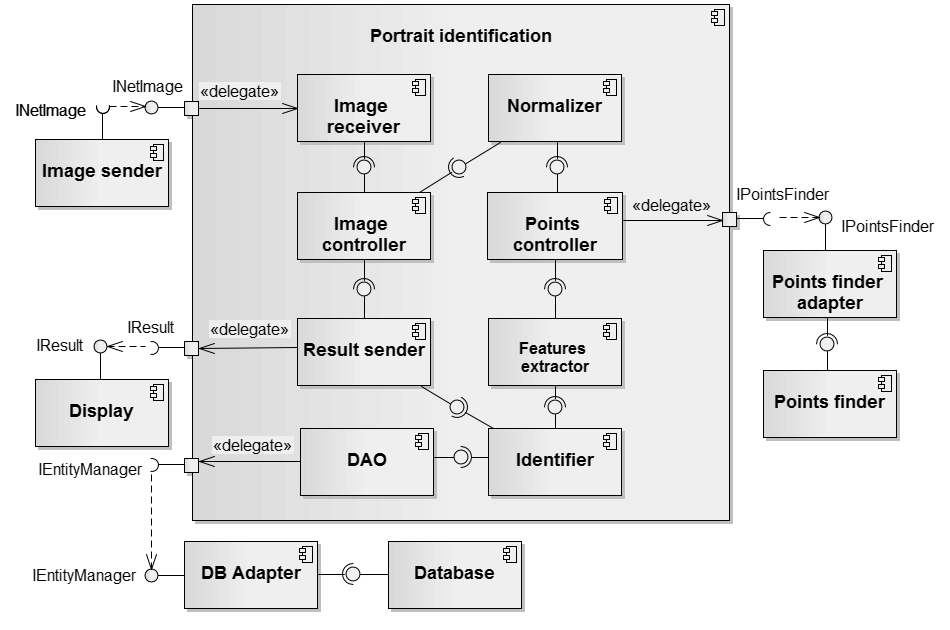 Portrait identification
INetImage
«delegate»
INetImage
Image
receiver
Normalizer
Image sender
Image
controller
Points
controller
«delegate»
IPointsFinder
IPointsFinder
Points finder
adapter
IResult
«delegate»
IResult
Result sender
Features
extractor
Display
Points finder
«delegate»
IEntityManager
DAO
Identifier
IEntityManager
DB Adapter
Database